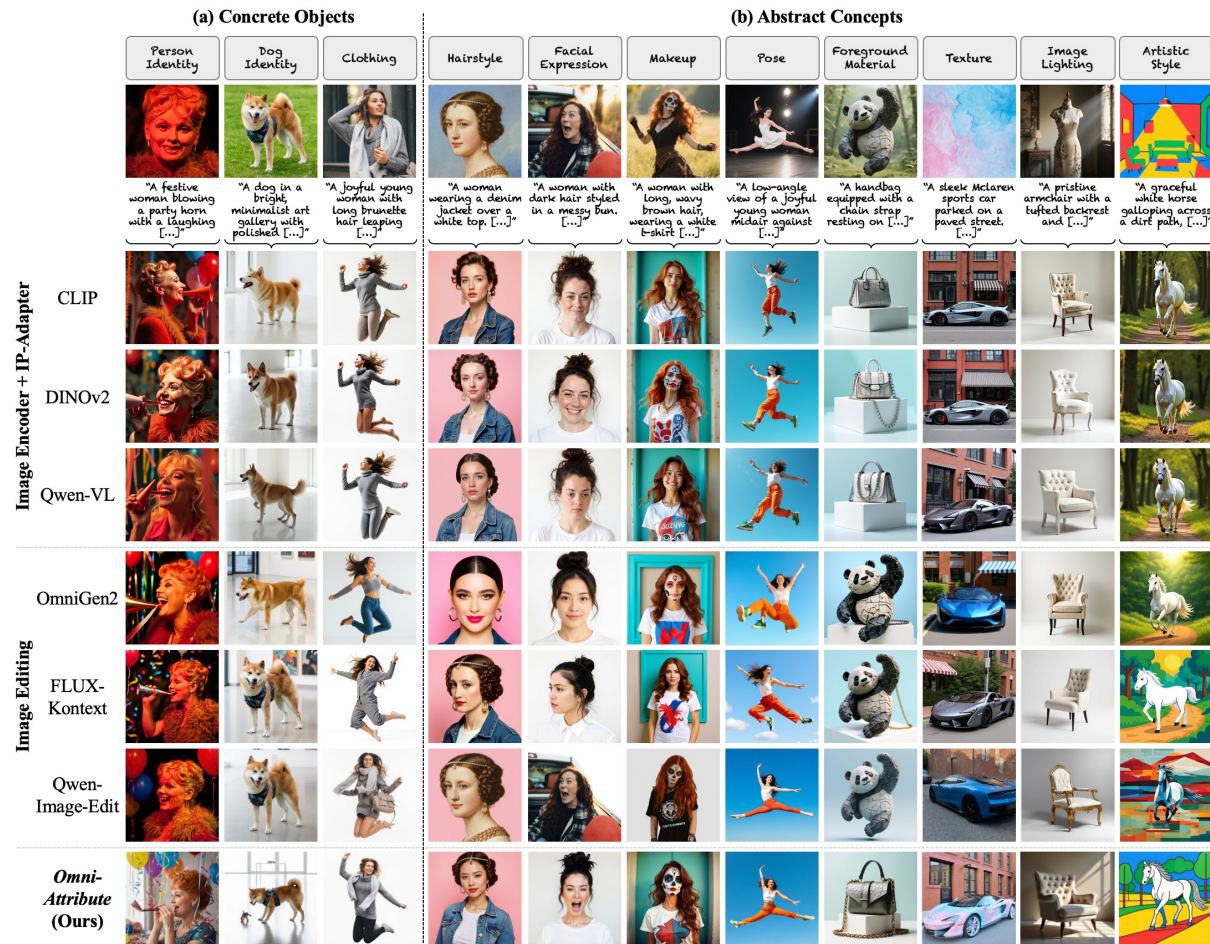 (a) Concrete Objects
(b) Abstract Concepts
Person
Identity
Dog
Identity
Clothing
Hairstyle
Facial
Expression
Makeup
Pose
Foreground
Material
Texture
Image
Lighting
Artistic
Style
“A festive
woman blowing
a party horn
with a laughing
[...]”
“A dog in a
bright,
minimalist art
gallery with
polished [...]”
“A joyful young
woman with
long brunette
hair leaping
[...]”
“A woman
wearing a denim
jacket over a
white top. [...]”
“A woman with
dark hair styled
in a messy bun.
[...]”
“A woman with
long, wavy
brown hair,
wearing a white
t-shirt [...]”
“A low-angle
view of a joyful
young woman
midair against
[...]”
“A handbag
equipped with a
chain strap
resting on [...]”
“A sleek Mclaren
sports car
parked on a
paved street.
[...]”
“A pristine
armchair with a
tufted backrest
and [...]”
“A graceful
white horse
galloping across
a dirt path, [...]”
Image Encoder + IP-Adapter
CLIP
DINOv2
Qwen-VL
Image Editing
OmniGen2
FLUX-
Kontext
Qwen-
Image-Edit
Omni-
Attribute
(Ours)